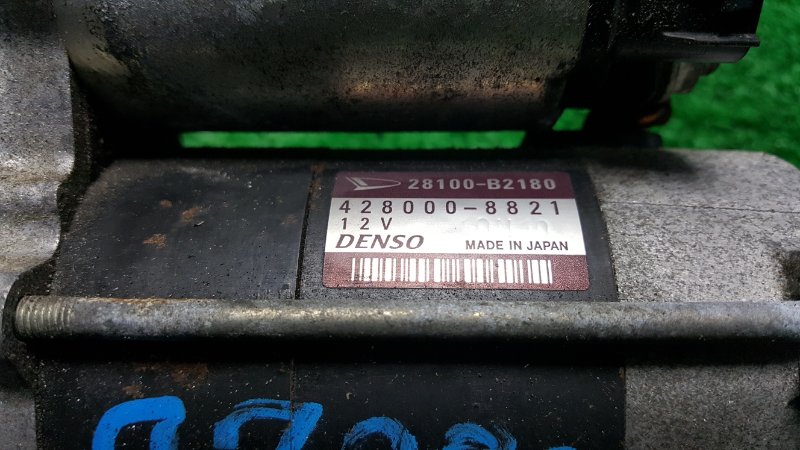 28100-B2180
428000-8821
12V
DENSO MADE IN JAPAN